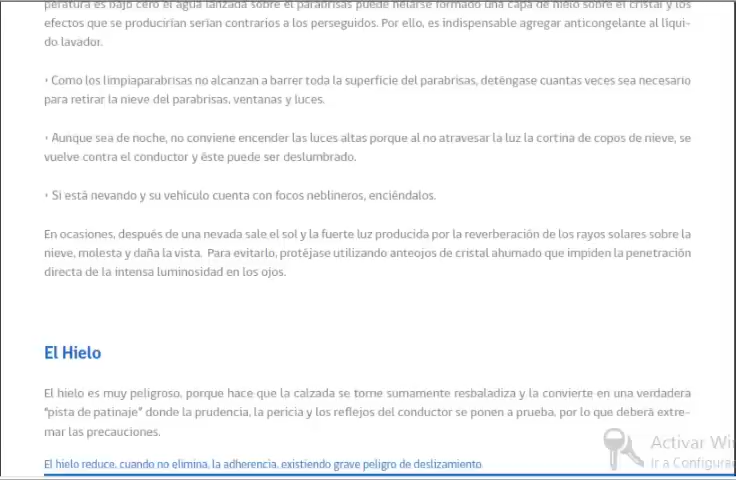 peratura es bajo cero el agua lanzada sobre el parabrisas puede helarse formado una capa de hielo sobre el cristal y los
efectos que se producirían serían contrarios a los perseguidos. Por ello, es indispensable agregar anticongelante al líqui-
do lavador.
• Como los limpiaparabrisas no alcanzan a barrer toda la superficie del parabrisas, deténgase cuantas veces sea necesario
para retirar la nieve del parabrisas, ventanas y luces.
• Aunque sea de noche, no conviene encender las luces altas porque al no atravesar la luz la cortina de copos de nieve, se
vuelve contra el conductor y éste puede ser deslumbrado.
• Si está nevando y su vehículo cuenta con focos neblineros, enciéndalos.
En ocasiones, después de una nevada sale el sol y la fuerte luz producida por la reverberación de los rayos solares sobre la
nieve, molesta y daña la vista. Para evitarlo, protéjase utilizando anteojos de cristal ahumado que impiden la penetración
directa de la intensa luminosidad en los ojos.
El Hielo
El hielo es muy peligroso, porque hace que la calzada se torne sumamente resbaladiza y la convierte en una verdadera
"pista de patinaje" donde la prudencia, la pericia y los reflejos del conductor se ponen a prueba, por lo que deberá extre-
mar las precauciones.
El hielo reduce, cuando no elimina, la adherencia, existiendo grave peligro de deslizamiento
Activar Wi
Ir a Configura